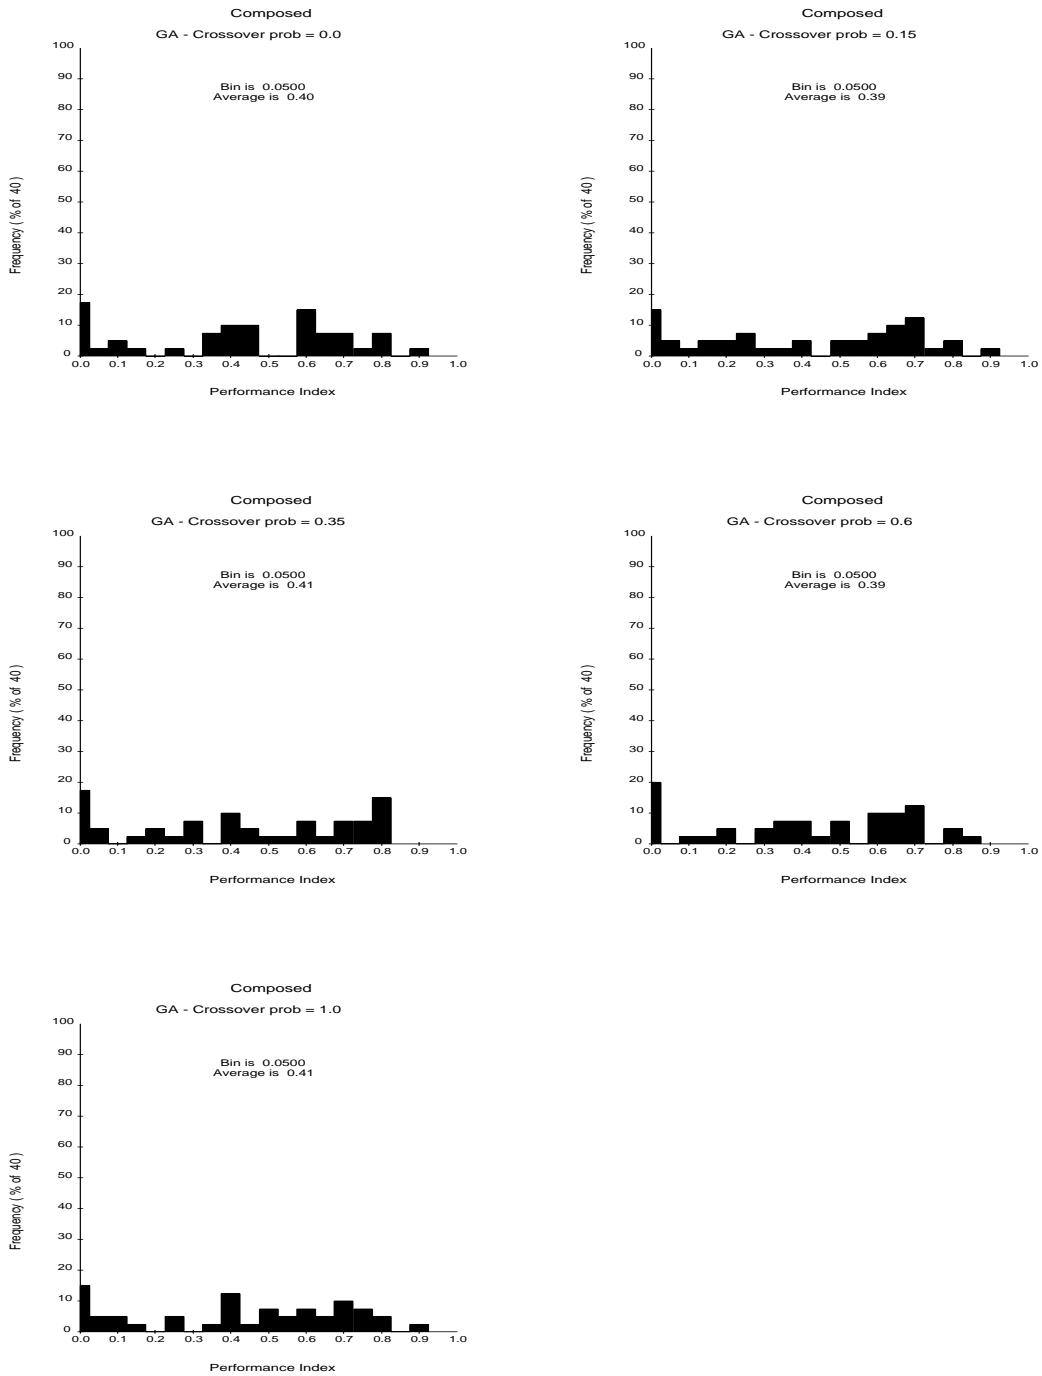 Composed
GA - Crossover prob = 0.0
Bin is 0.0500
Average is 0.40
100
90
80
70
60
50
40
30
20
10
0
Frequency ( % of 40 )
0.0 0.1 0.2 0.3 0.4 0.5 0.6 0.7 0.8 0.9 1.0
Performance Index
Composed
GA - Crossover prob = 0.15
Bin is 0.0500
Average is 0.39
100
90
80
70
60
50
40
30
20
10
0
Frequency ( % of 40 )
0.0 0.1 0.2 0.3 0.4 0.5 0.6 0.7 0.8 0.9 1.0
Performance Index
Composed
GA - Crossover prob = 0.35
Bin is 0.0500
Average is 0.41
100
90
80
70
60
50
40
30
20
10
0
Frequency ( % of 40 )
0.0 0.1 0.2 0.3 0.4 0.5 0.6 0.7 0.8 0.9 1.0
Performance Index
Composed
GA - Crossover prob = 0.6
Bin is 0.0500
Average is 0.39
100
90
80
70
60
50
40
30
20
10
0
Frequency ( % of 40 )
0.0 0.1 0.2 0.3 0.4 0.5 0.6 0.7 0.8 0.9 1.0
Performance Index
Composed
GA - Crossover prob = 1.0
Bin is 0.0500
Average is 0.41
100
90
80
70
60
50
40
30
20
10
0
Frequency ( % of 40 )
0.0 0.1 0.2 0.3 0.4 0.5 0.6 0.7 0.8 0.9 1.0
Performance Index